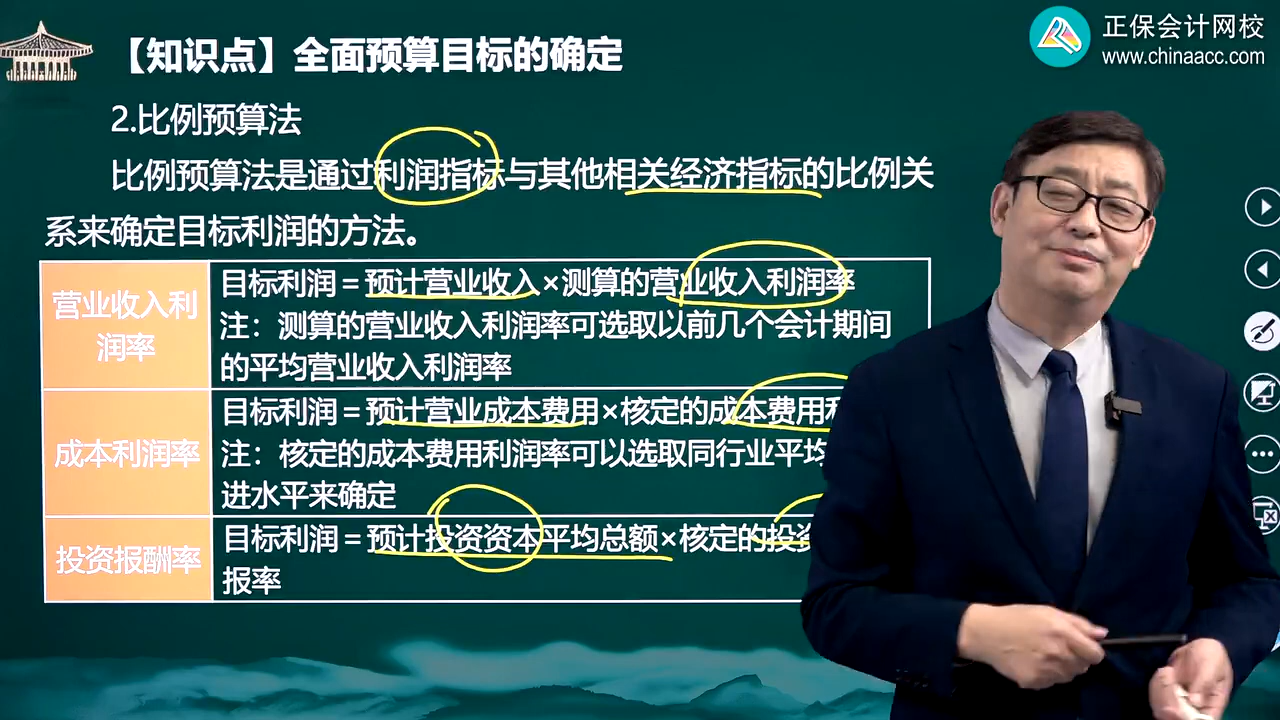 【知识点】全面预算目标的确定
正保会计网校
www.chinaacc.com
2.比例预算法
比例预算法是通过利润指标与其他相关经济指标的比例关
系来确定目标利润的方法。
营业收入利
润率
目标利润＝预计营业收入×测算的营业收入利润率
注：测算的营业收入利润率可选取以前几个会计期间
的平均营业收入利润率
成本利润率
目标利润＝预计营业成本费用×核定的成本费用
注：核定的成本费用利润率可以选取同行业平均
进水平来确定
投资报酬率
目标利润＝预计投资资本平均总额×核定的投资
报率